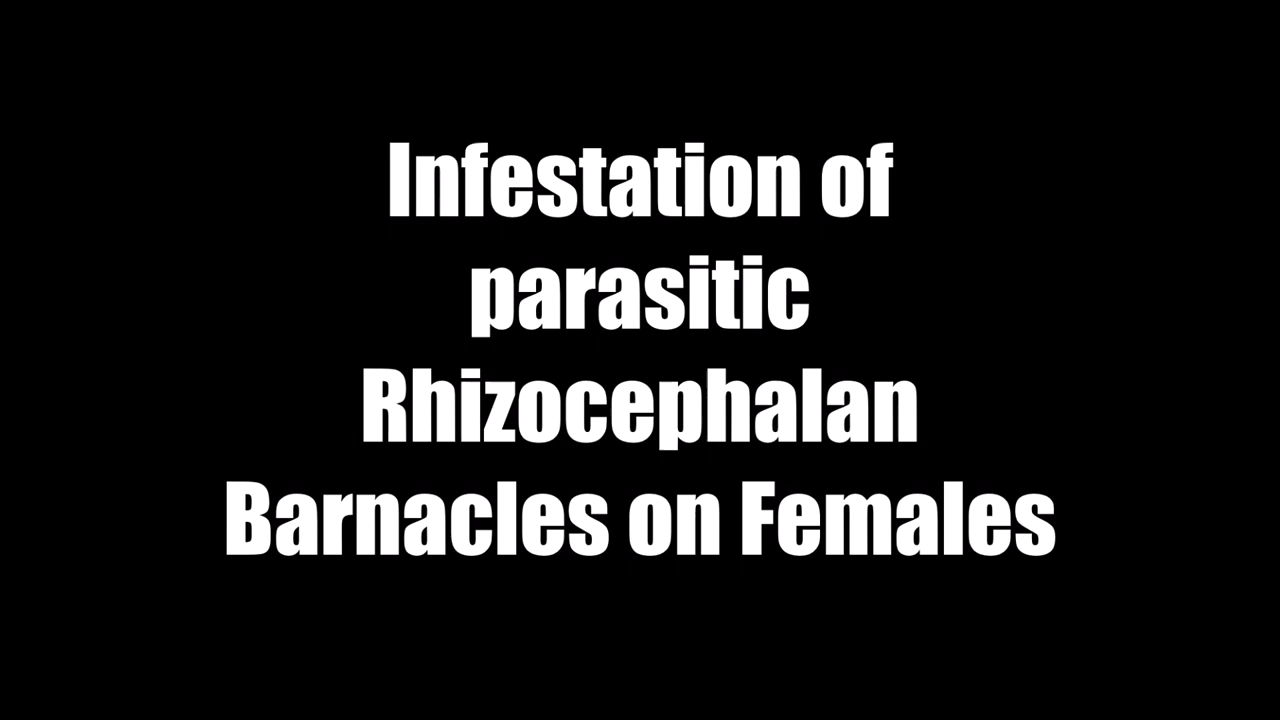 Infestation of
parasitic
Rhizocephalan
Barnacles on Females